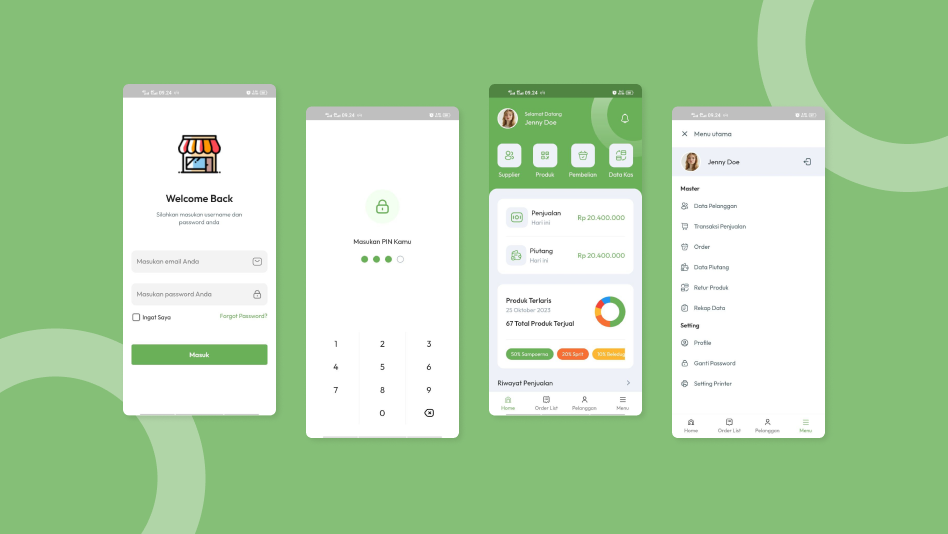 09:24
Welcome Back
Silahkan masukan username dan
password anda
Masukan email Anda
Masukan password Anda
Ingat Saya
Forgot Password?
Masuk
09:24
Masukan PIN Kamu
1 2 3
4 5 6
7 8 9
0
09:24
Selamat Datang
Jenny Doe
Supplier Produk Pembelian Data Kas
Penjualan
Hari ini
Rp 20.400.000
Piutang
Hari ini
Rp 20.400.000
Produk Terlaris
25 Oktober 2023
67 Total Produk Terjual
50% Sampoerna 20% Spirit 10%
Riwayat Penjualan
Home Order List Pelanggan Menu
09:24
Menu utama
Jenny Doe
Master
Data Pelanggan
Transaksi Penjualan
Order
Data Piutang
Retur Produk
Rekap Data
Setting
Profile
Ganti Password
Setting Printer
Home Order List Pelanggan Menu